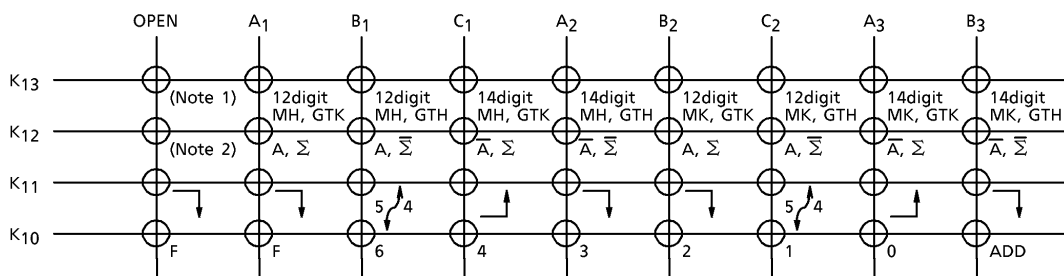 OPEN A1 B1 C1 A2 B2 C2 A3 B3
K13
(Note 1) 12digit 12digit 14digit 14digit 12digit 12digit 14digit 14digit
MH, GTK MH, GTH MH, GTK MH, GTH MK, GTK MK, GTH MK, GTK MK, GTH
K12
(Note 2) A, Σ A, Σ̅ A̅, Σ A̅, Σ̅ A, Σ A, Σ̅ A̅, Σ A̅, Σ̅
K11
5 4 5 4
K10
F F 6 4 3 2 1 0 ADD